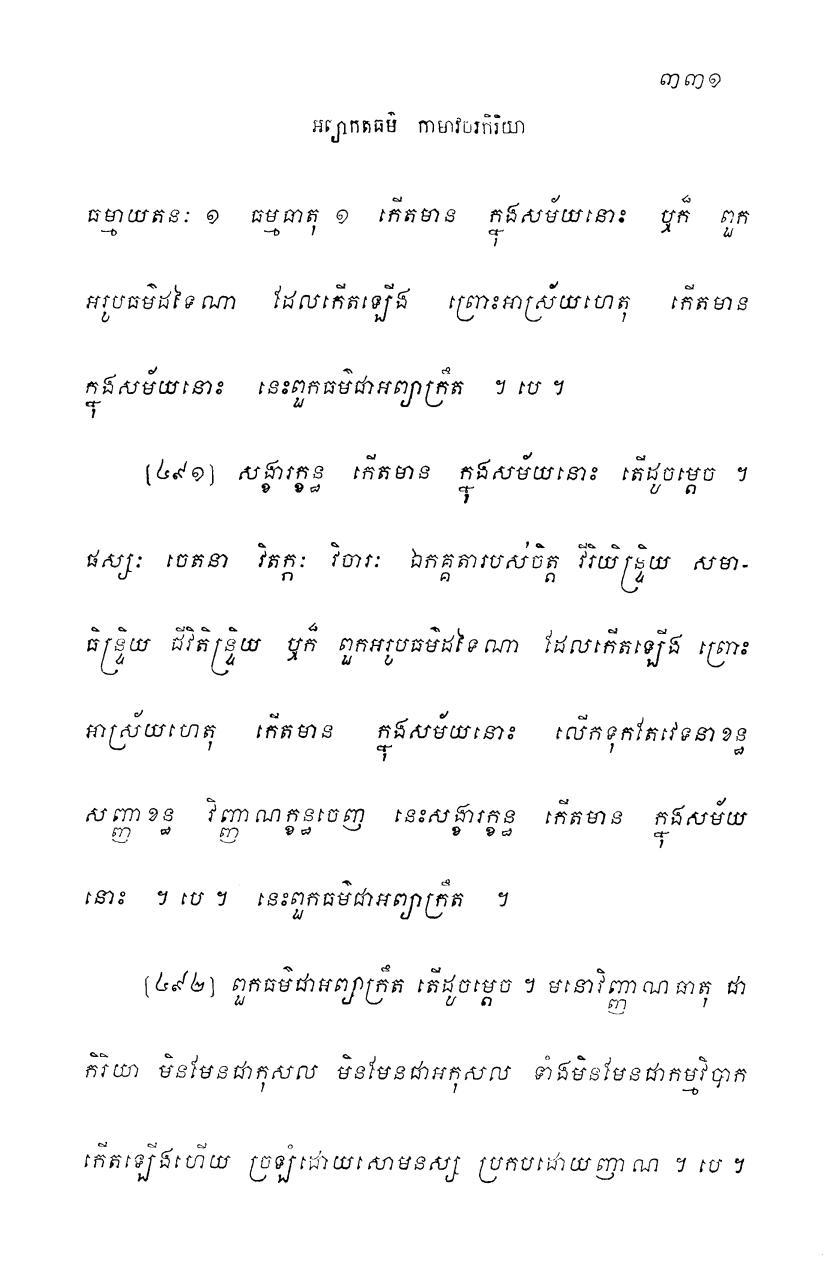 ៣៣១
អព្យាកតធម៌ កាមាវចរកិរិយា
ធម្មាយតនៈ ១ ធម្មធាតុ ១ កើតមាន ក្នុងសម័យនោះ ឬក៏ ពួក
អរូបធម៌ដទៃណា ដែលកើតឡើង ព្រោះអាស្រ័យហេតុ កើតមាន
ក្នុងសម័យនោះ នេះពួកធម៌ជាអព្យាក្រឹត ។ បេ ។
[៤៩១] សង្ខារក្ខន្ធ កើតមាន ក្នុងសម័យនោះ តើដូចម្តេច ។
ផស្សៈ ចេតនា វិតក្កៈ វិចារៈ ឯកគ្គតារបស់ចិត្ត វីរិយិន្ទ្រិយ សមា-
ធិន្ទ្រិយ ជីវិតិន្ទ្រិយ ឬក៏ ពួកអរូបធម៌ដទៃណា ដែលកើតឡើង ព្រោះ
អាស្រ័យហេតុ កើតមាន ក្នុងសម័យនោះ លើកទុកតែវេទនាខន្ធ
សញ្ញាខន្ធ វិញ្ញាណក្ខន្ធចេញ នេះសង្ខារក្ខន្ធ កើតមាន ក្នុងសម័យ
នោះ ។ បេ ។ នេះពួកធម៌ជាអព្យាក្រឹត ។
[៤៩២] ពួកធម៌ជាអព្យាក្រឹត តើដូចម្តេច ។ មនោវិញ្ញាណធាតុ ជា
កិរិយា មិនមែនជាកុសល មិនមែនជាអកុសល ទាំងមិនមែនជាកម្មវិបាក
កើតឡើងហើយ ច្រឡំដោយសោមនស្ស ប្រកបដោយញាណ ។ បេ ។